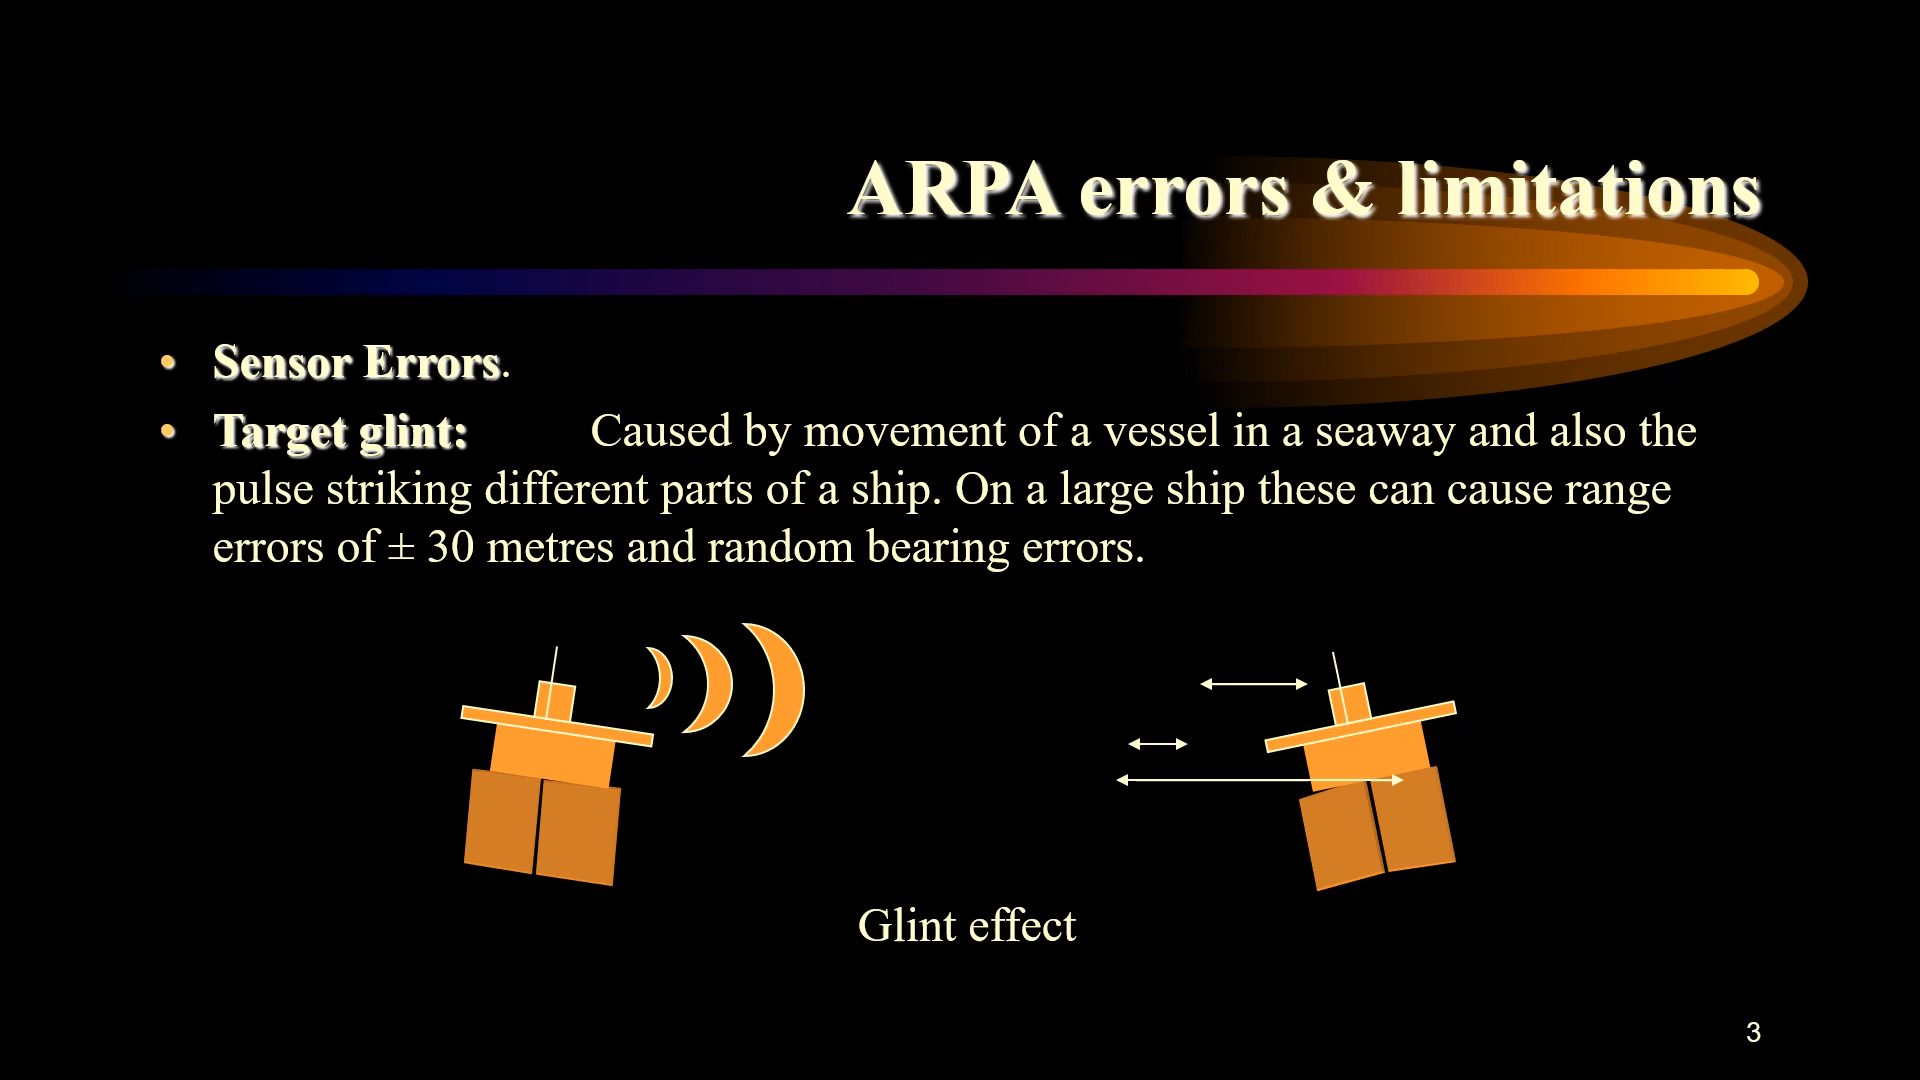 ARPA errors & limitations
• Sensor Errors.
• Target glint: Caused by movement of a vessel in a seaway and also the
pulse striking different parts of a ship. On a large ship these can cause range
errors of ± 30 metres and random bearing errors.
Glint effect
3